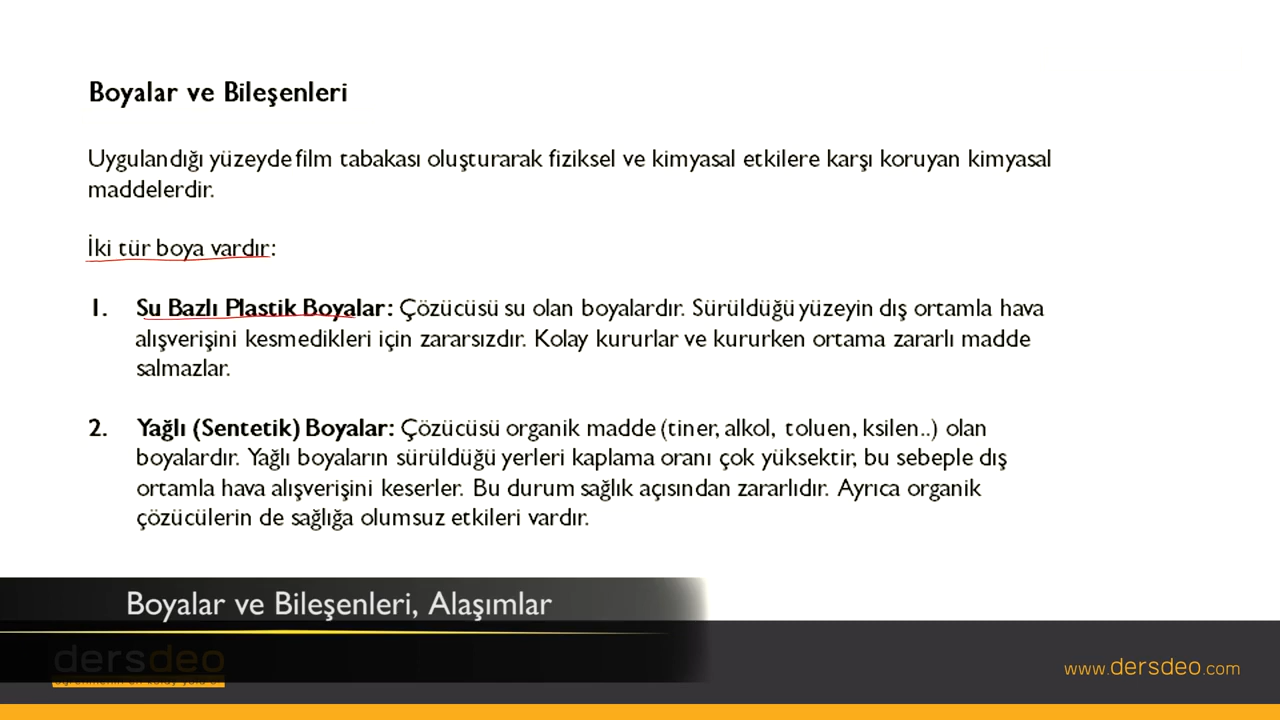 Boyalar ve Bileşenleri
Uygulandığı yüzeyde film tabakası oluşturarak fiziksel ve kimyasal etkilere karşı koruyan kimyasal
maddelerdir.
İki tür boya vardır:
1. Su Bazlı Plastik Boyalar: Çözücüsü su olan boyalardır. Sürüldüğü yüzeyin dış ortamla hava
alışverişini kesmedikleri için zararsızdır. Kolay kururlar ve kururken ortama zararlı madde
salmazlar.
2. Yağlı (Sentetik) Boyalar: Çözücüsü organik madde (tiner, alkol, toluen, ksilen..) olan
boyalardır. Yağlı boyaların sürüldüğü yerleri kaplama oranı çok yüksektir, bu sebeple dış
ortamla hava alışverişini keserler. Bu durum sağlık açısından zararlıdır. Ayrıca organik
çözücülerin de sağlığa olumsuz etkileri vardır.
Boyalar ve Bileşenleri, Alaşımlar
dersdeo
www.dersdeo.com